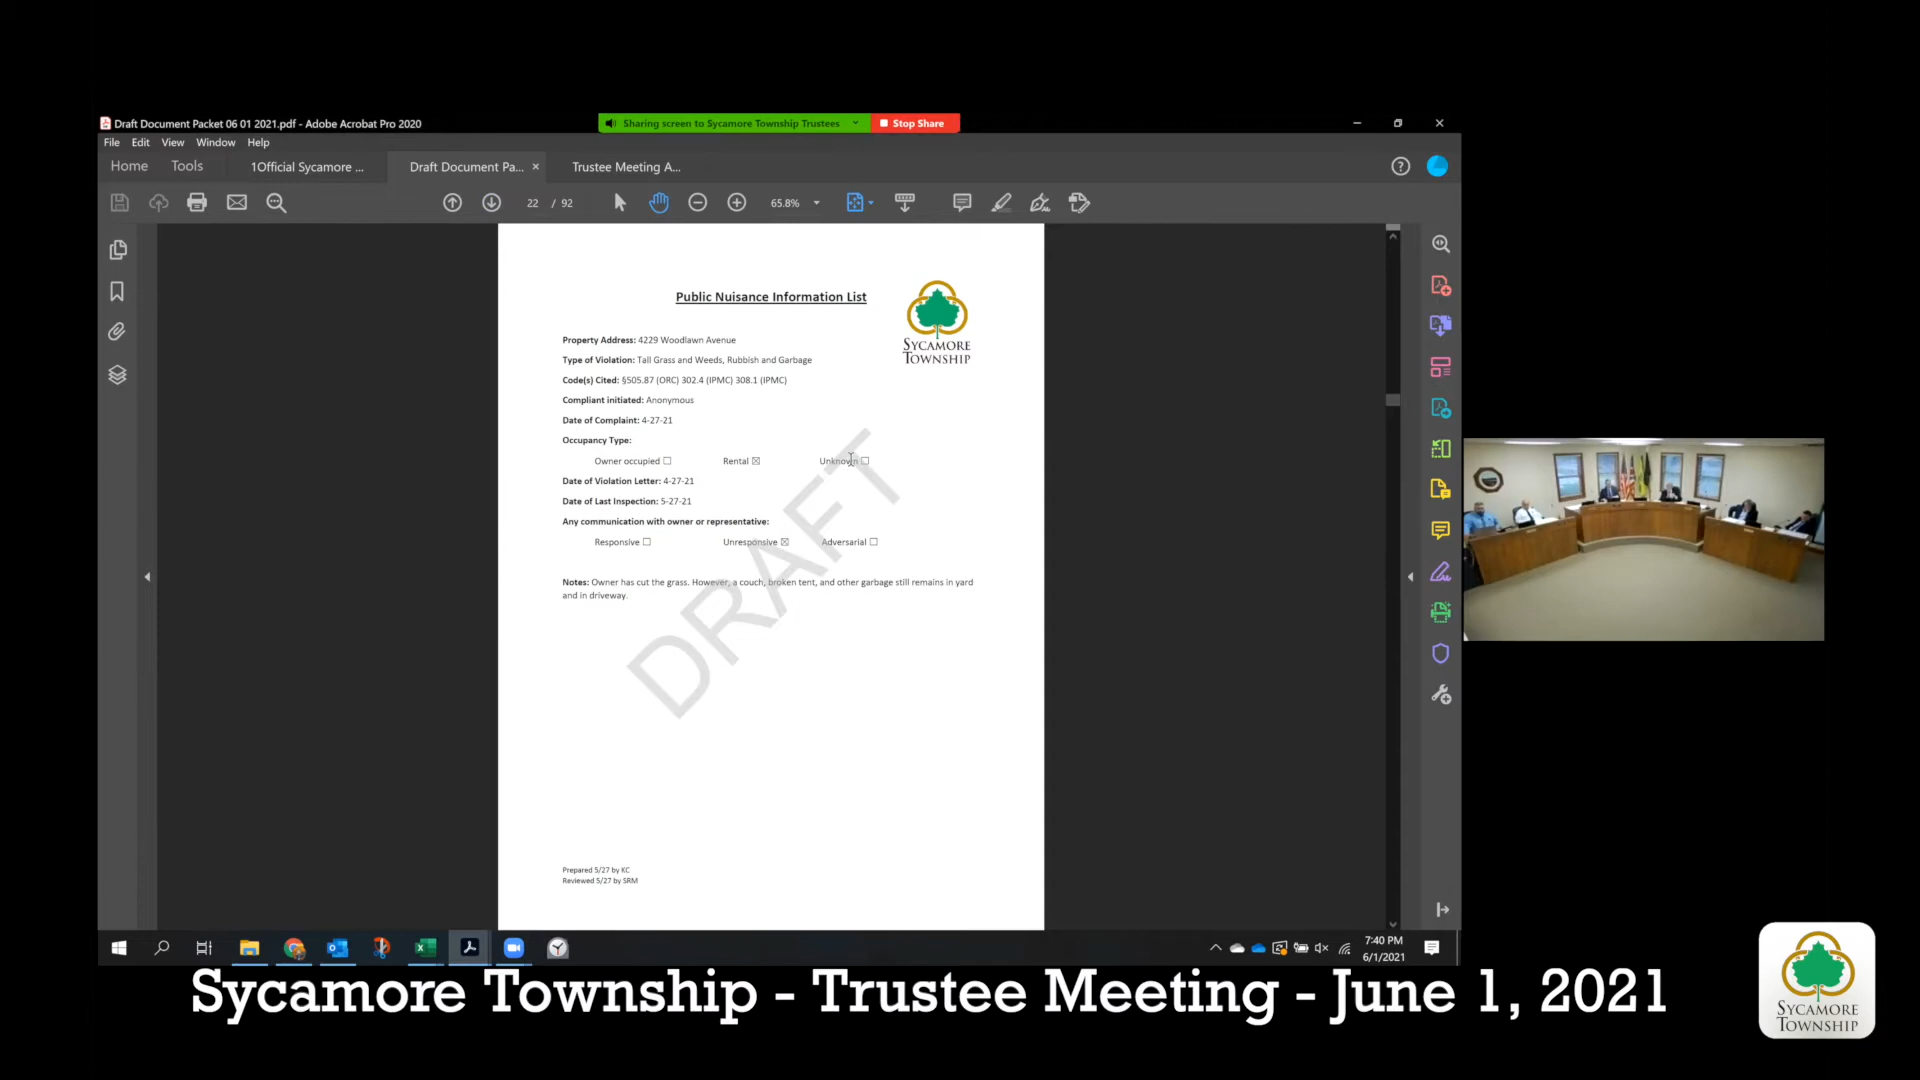 Draft Document Packet 06 01 2021.pdf - Adobe Acrobat Pro 2020
Sharing screen to Sycamore Township Trustees
Stop Share
File Edit View Window Help
Home Tools 1Official Sycamore ... Draft Document Pa... Trustee Meeting A...
22 / 92 65.8%
Public Nuisance Information List
SYCAMORE
TOWNSHIP
Property Address: 4229 Woodlawn Avenue
Type of Violation: Tall Grass and Weeds, Rubbish and Garbage
Code(s) Cited: §505.87 (ORC) 302.4 (IPMC) 308.1 (IPMC)
Compliant initiated: Anonymous
Date of Complaint: 4-27-21
Occupancy Type:
Owner occupied ☐ Rental ☒ Unknown ☐
Date of Violation Letter: 4-27-21
Date of Last Inspection: 5-27-21
Any communication with owner or representative:
Responsive ☐ Unresponsive ☒ Adversarial ☐
Notes: Owner has cut the grass. However, a couch, broken tent, and other garbage still remains in yard
and in driveway.
DRAFT
Prepared 5/27 by KC
Reviewed 5/27 by SRM
7:40 PM
6/1/2021
Sycamore Township - Trustee Meeting - June 1, 2021
SYCAMORE
TOWNSHIP